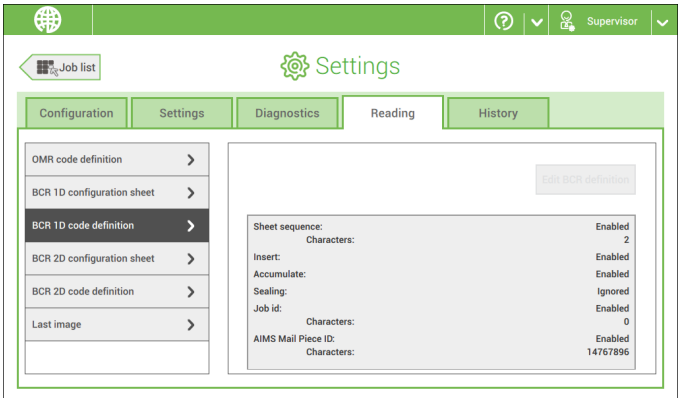 Supervisor
Job list
Settings
Configuration
Settings
Diagnostics
Reading
History
OMR code definition
BCR 1D configuration sheet
BCR 1D code definition
BCR 2D configuration sheet
BCR 2D code definition
Last image
Edit BCR definition
Sheet sequence: Enabled
Characters: 2
Insert: Enabled
Accumulate: Enabled
Sealing: Ignored
Job id: Enabled
Characters: 0
AIMS Mail Piece ID: Enabled
Characters: 14767896